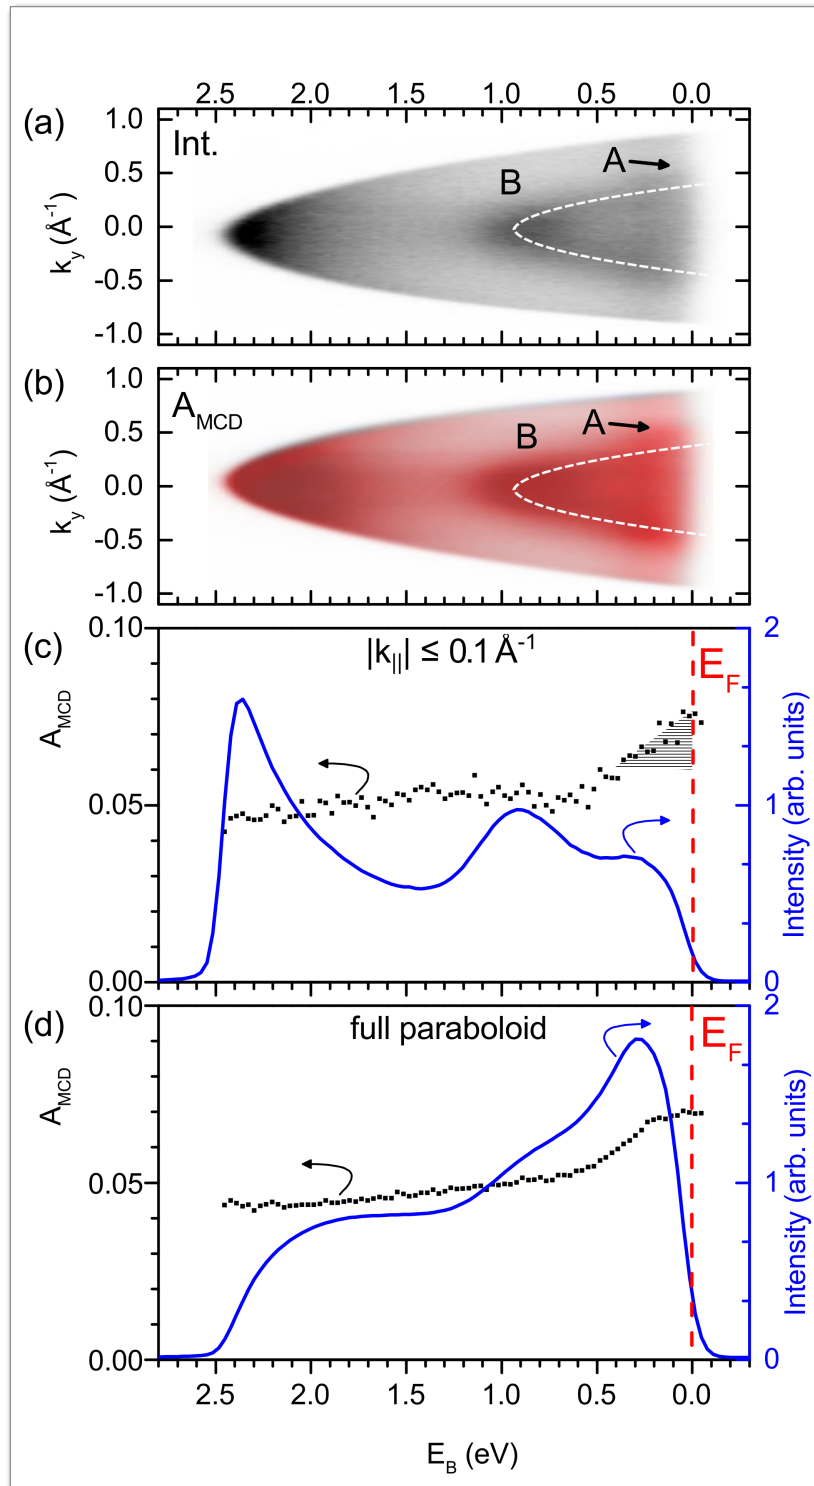 2.5 2.0 1.5 1.0 0.5 0.0
(a)
Int.
A
B
1.0
0.5
0.0
-0.5
-1.0
k_y (Å⁻¹)
(b)
A_MCD
A
B
1.0
0.5
0.0
-0.5
-1.0
k_y (Å⁻¹)
(c)
|k_||| ≤ 0.1 Å⁻¹
E_F
0.10
0.05
0.00
A_MCD
2
1
0
Intensity (arb. units)
(d)
full paraboloid
E_F
0.10
0.05
0.00
A_MCD
2
1
0
Intensity (arb. units)
2.5 2.0 1.5 1.0 0.5 0.0
E_B (eV)